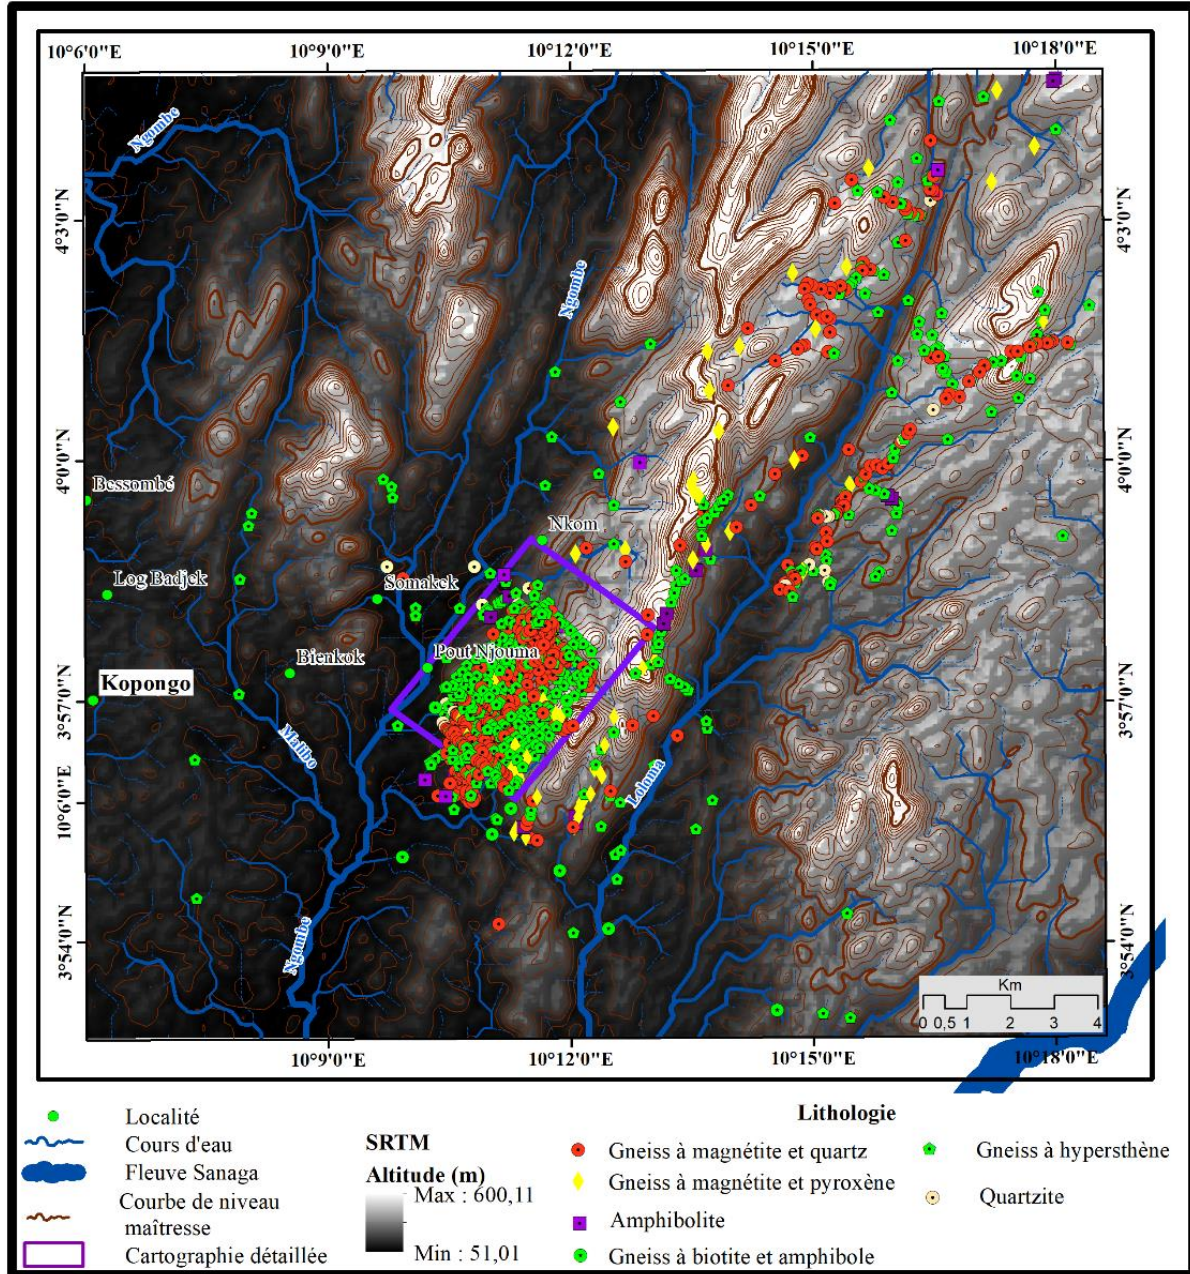 10°6'0"E 10°9'0"E 10°12'0"E 10°15'0"E 10°18'0"E
Ngombe
4°3'0"N 4°3'0"N
Ngombe
4°0'0"N 4°0'0"N
Bessombé
Nkom
Log Badjek
Somakek
Pout Njouma
Bienkok
Kopongo
3°57'0"N 3°57'0"N
Malibo
Lolonia
10°6'0"E
Ngombe
3°54'0"N 3°54'0"N
Km
0 0,5 1 2 3 4
10°9'0"E 10°12'0"E 10°15'0"E 10°18'0"E
Localité
Cours d'eau
Fleuve Sanaga
Courbe de niveau
maîtresse
Cartographie détaillée
SRTM
Altitude (m)
Max : 600,11
Min : 51,01
Lithologie
Gneiss à magnétite et quartz
Gneiss à magnétite et pyroxène
Amphibolite
Gneiss à biotite et amphibole
Gneiss à hypersthène
Quartzite